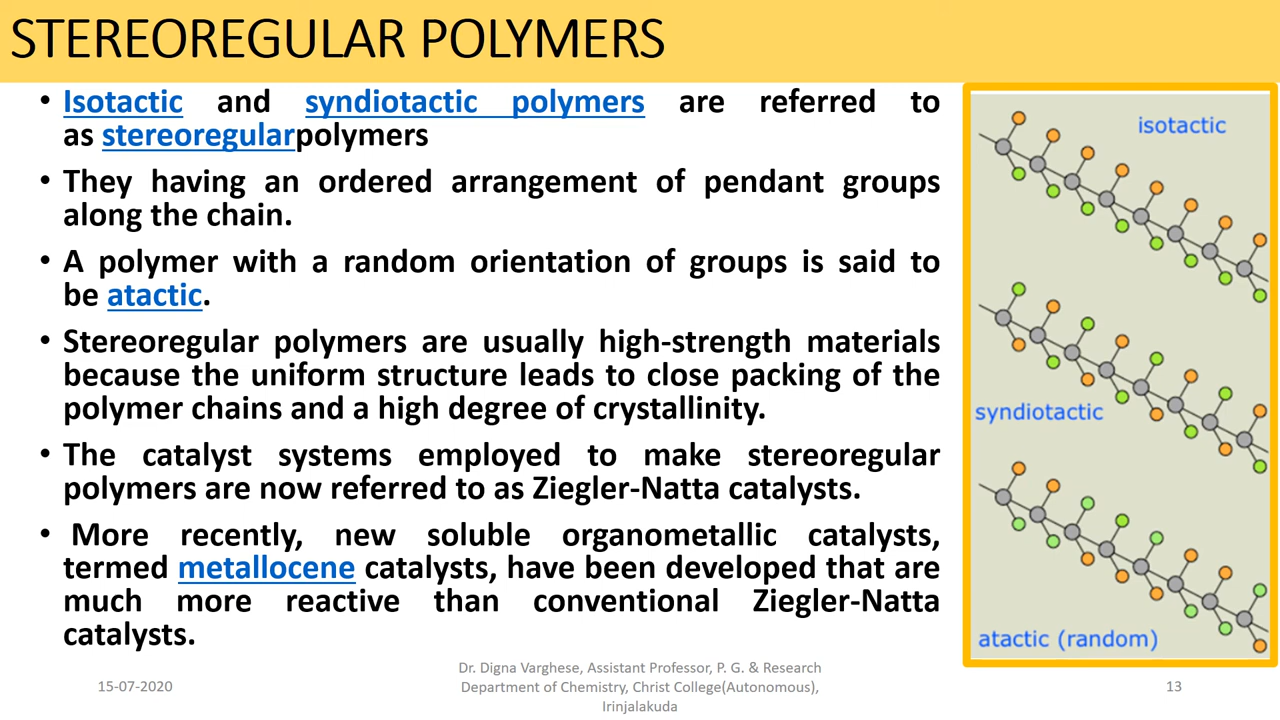 STEREOREGULAR POLYMERS
• Isotactic and syndiotactic polymers are referred to
as stereoregularpolymers
• They having an ordered arrangement of pendant groups
along the chain.
• A polymer with a random orientation of groups is said to
be atactic.
• Stereoregular polymers are usually high-strength materials
because the uniform structure leads to close packing of the
polymer chains and a high degree of crystallinity.
• The catalyst systems employed to make stereoregular
polymers are now referred to as Ziegler-Natta catalysts.
• More recently, new soluble organometallic catalysts,
termed metallocene catalysts, have been developed that are
much more reactive than conventional Ziegler-Natta
catalysts.
isotactic
syndiotactic
atactic (random)
15-07-2020
Dr. Digna Varghese, Assistant Professor, P. G. & Research
Department of Chemistry, Christ College(Autonomous),
Irinjalakuda
13